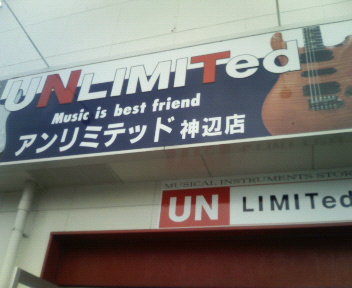 UNLIMITed
Music is best friend
アンリミテッド 神辺店
MUSICAL INSTRUMENTS STOR
UN LIMITed